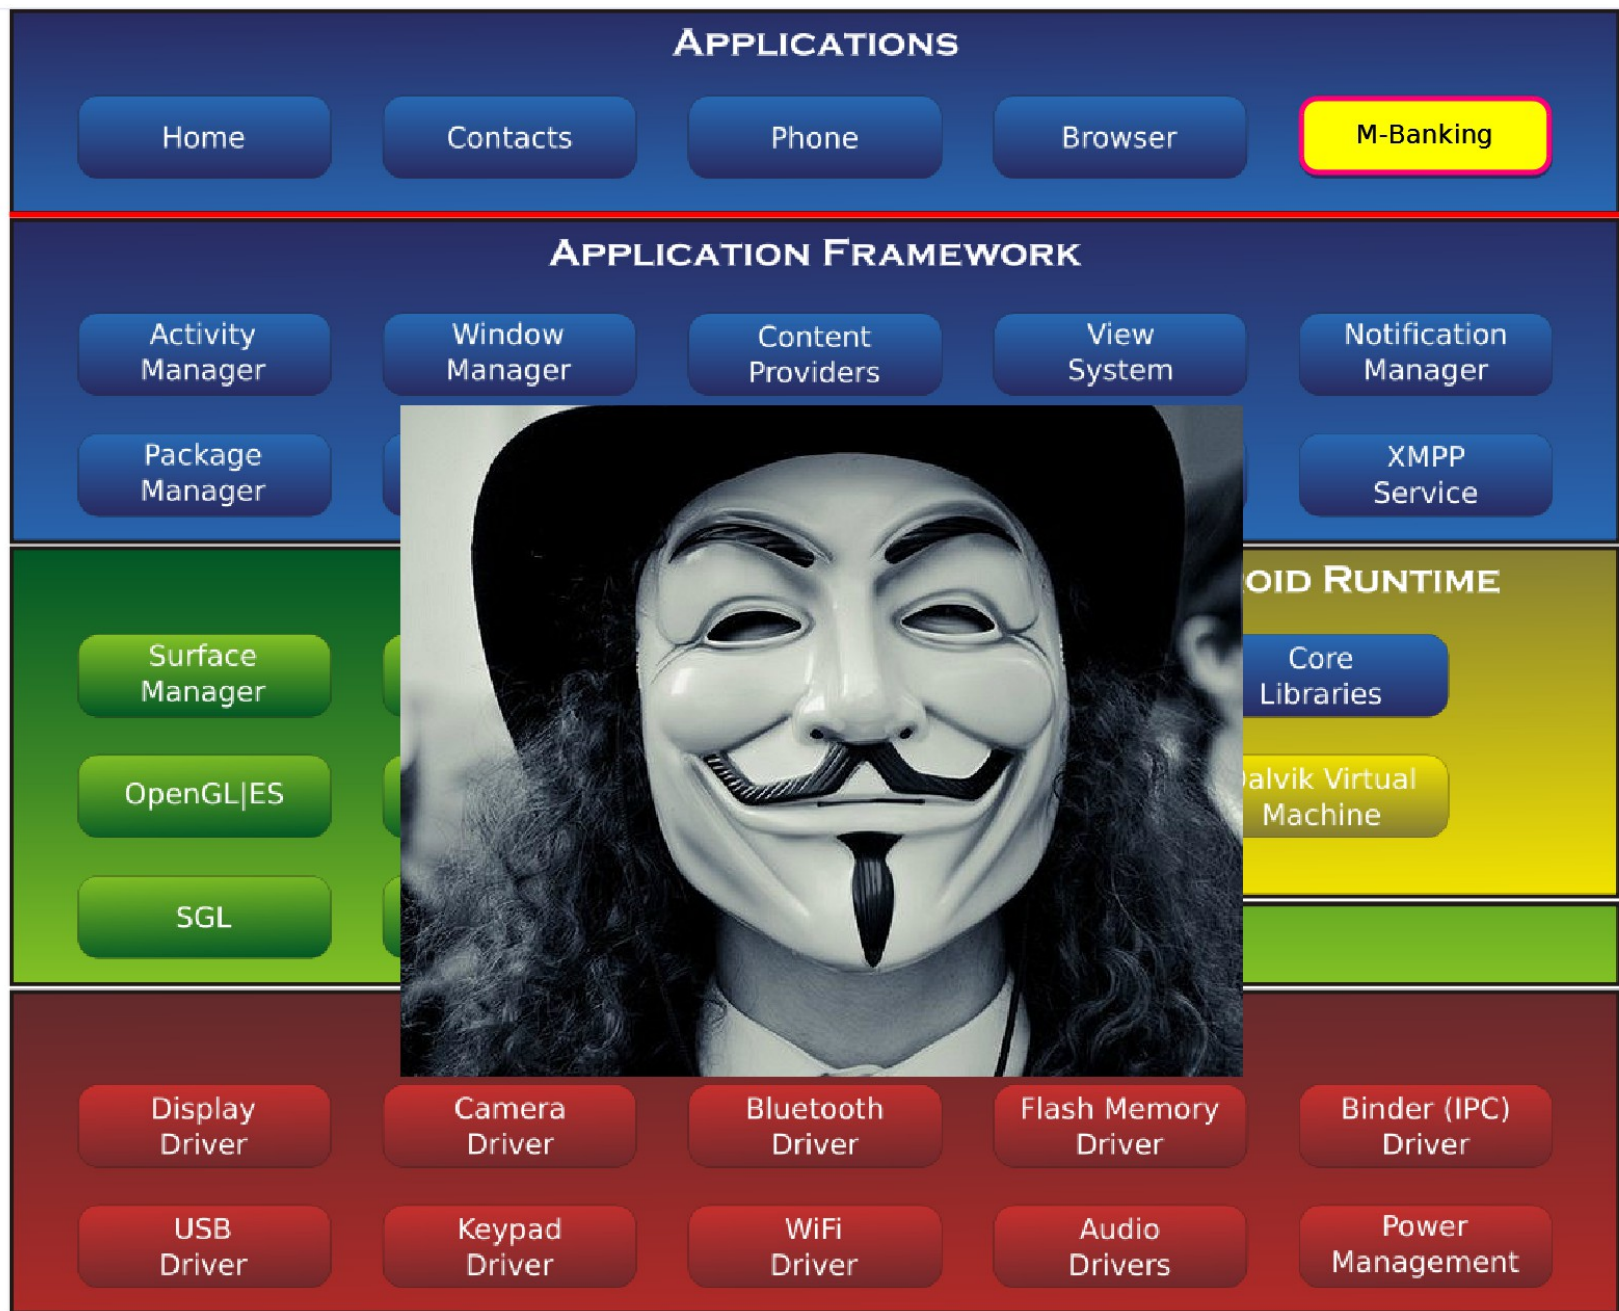 APPLICATIONS
Home
Contacts
Phone
Browser
M-Banking
APPLICATION FRAMEWORK
Activity
Manager
Window
Manager
Content
Providers
View
System
Notification
Manager
Package
Manager
XMPP
Service
OID RUNTIME
Surface
Manager
Core
Libraries
OpenGL|ES
alvik Virtual
Machine
SGL
Display
Driver
Camera
Driver
Bluetooth
Driver
Flash Memory
Driver
Binder (IPC)
Driver
USB
Driver
Keypad
Driver
WiFi
Driver
Audio
Drivers
Power
Management